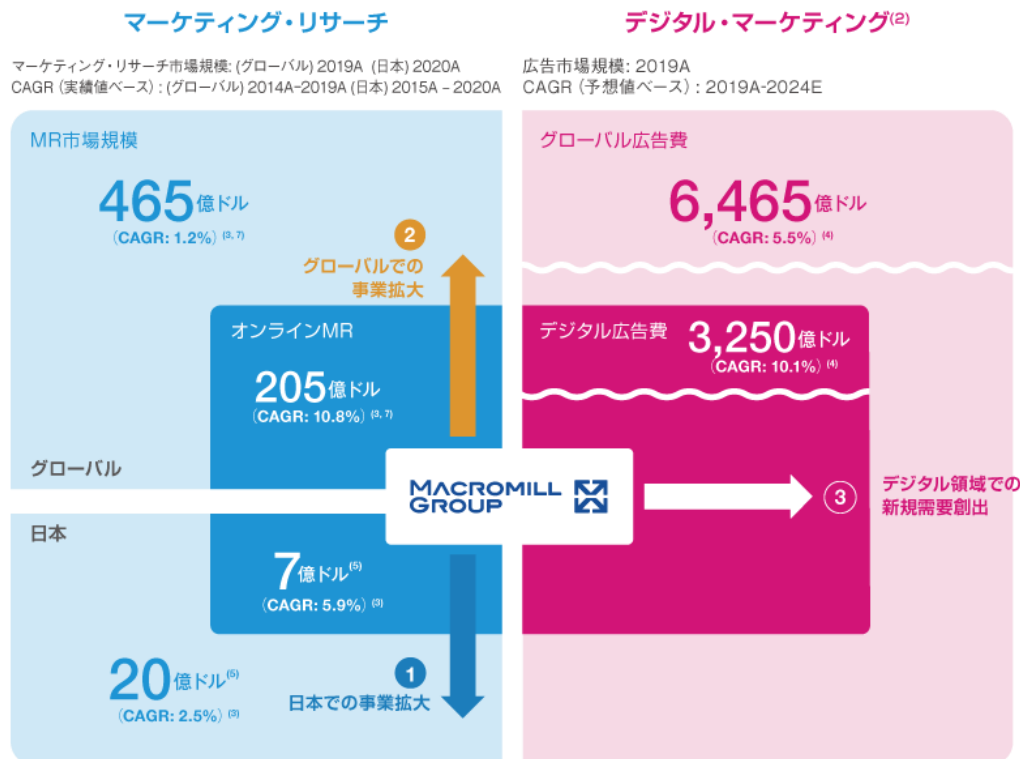 マーケティング・リサーチ
マーケティング・リサーチ市場規模: (グローバル) 2019A (日本) 2020A
CAGR (実績値ベース) : (グローバル) 2014A–2019A (日本) 2015A – 2020A
MR市場規模
465億ドル
(CAGR: 1.2%) (3, 7)
2
グローバルでの
事業拡大
オンラインMR
205億ドル
(CAGR: 10.8%) (3, 7)
グローバル
日本
7億ドル(5)
(CAGR: 5.9%) (3)
20億ドル(5)
(CAGR: 2.5%) (3)
1
日本での事業拡大
MACROMILL
GROUP
デジタル・マーケティング(2)
広告市場規模: 2019A
CAGR (予想値ベース) : 2019A-2024E
グローバル広告費
6,465億ドル
(CAGR: 5.5%) (4)
デジタル広告費 3,250億ドル
(CAGR: 10.1%) (4)
3
デジタル領域での
新規需要創出